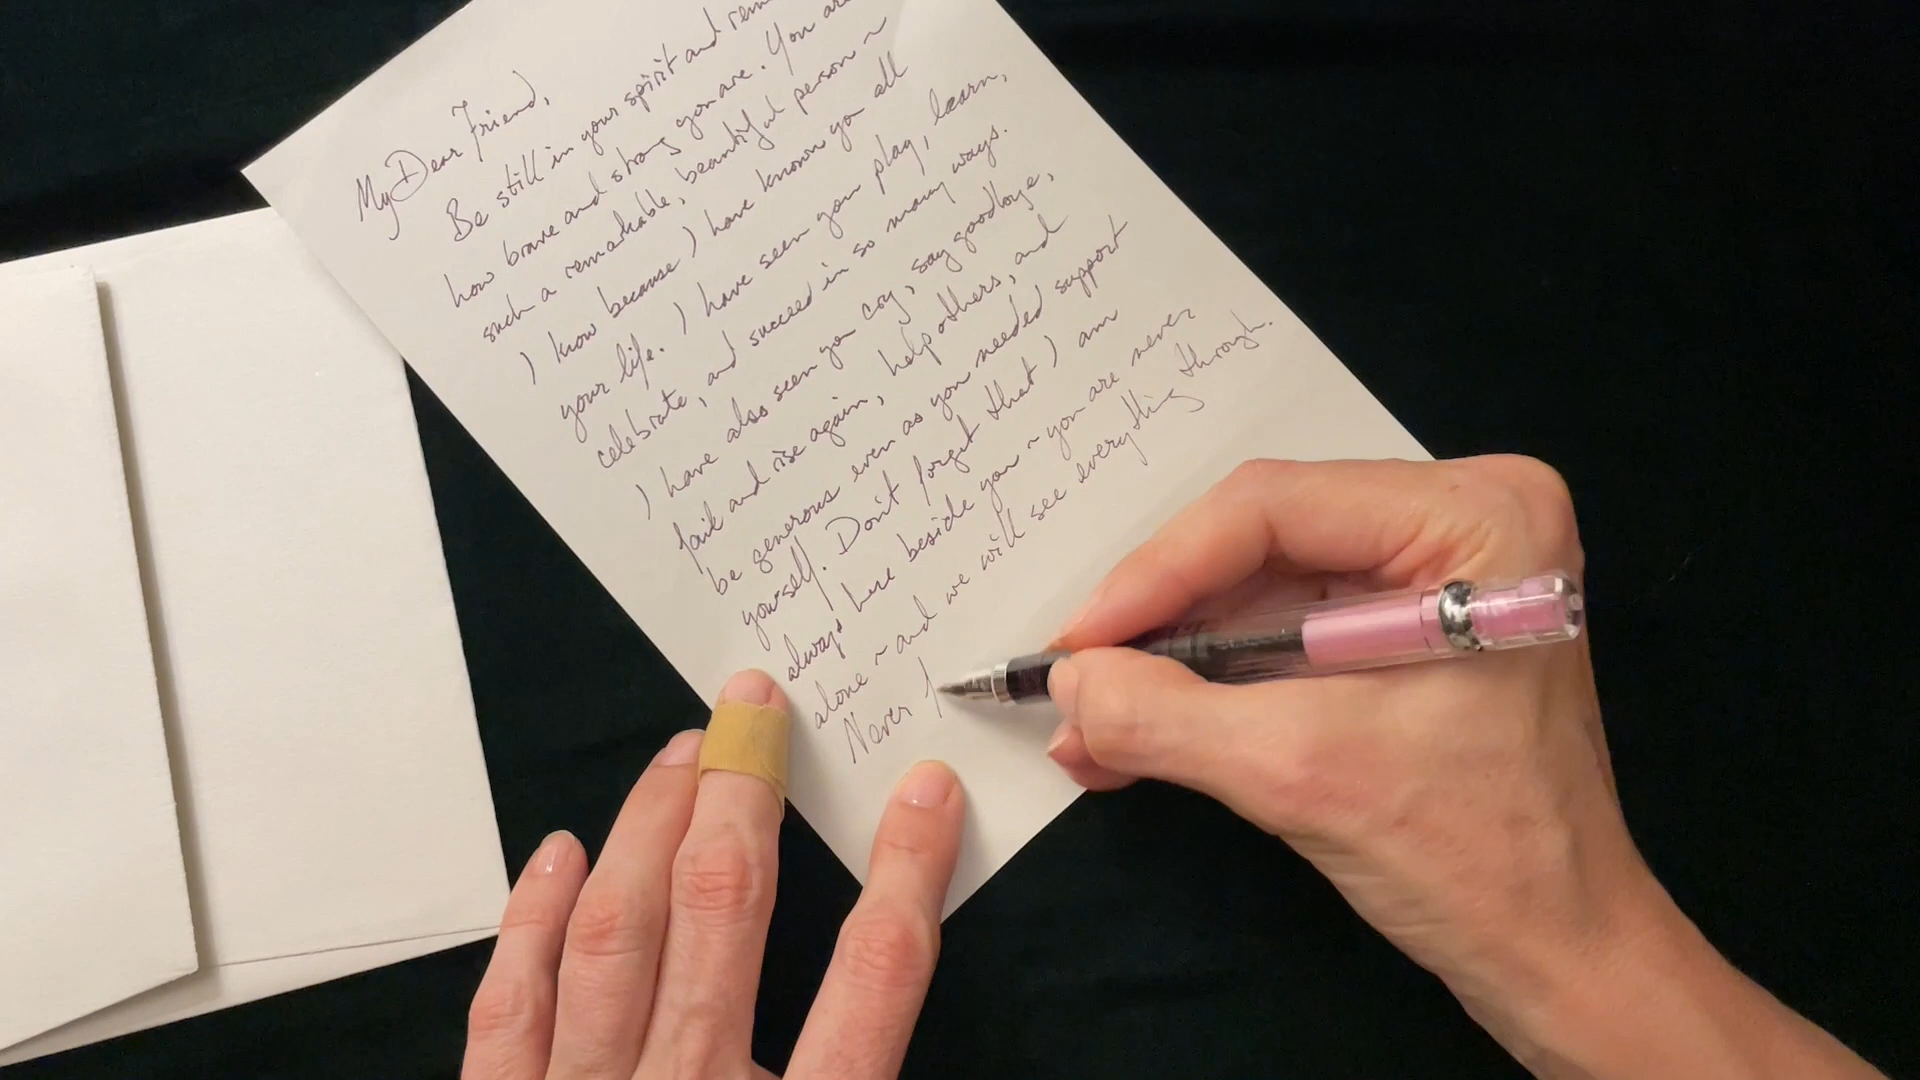 My Dear Friend,
Be still in your spirit and
how brave and strong you are. You are
such a remarkable, beautiful person ~
I know because I have known you all
your life. I have seen you play, learn,
celebrate, and succeed in so many ways.
I have also seen you cry, say goodbye,
fail and rise again, help others, and
be generous even as you needed support
yourself. Don't forget that I am
always here beside you ~ you are never
alone ~ and we will see everything through.
Never